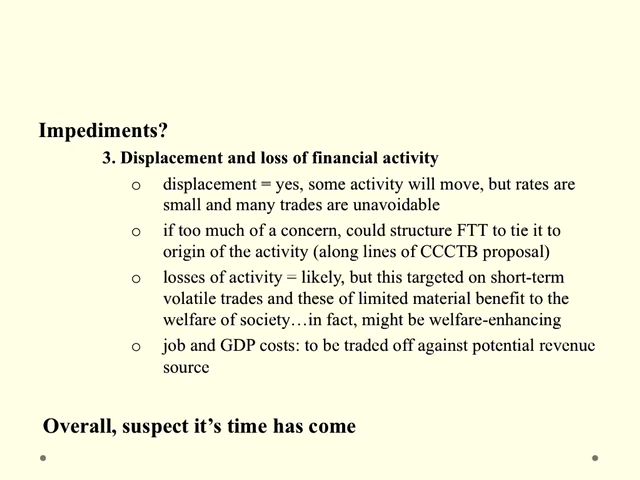 Impediments?
3. Displacement and loss of financial activity
o displacement = yes, some activity will move, but rates are
small and many trades are unavoidable
o if too much of a concern, could structure FTT to tie it to
origin of the activity (along lines of CCCTB proposal)
o losses of activity = likely, but this targeted on short-term
volatile trades and these of limited material benefit to the
welfare of society…in fact, might be welfare-enhancing
o job and GDP costs: to be traded off against potential revenue
source
Overall, suspect it's time has come